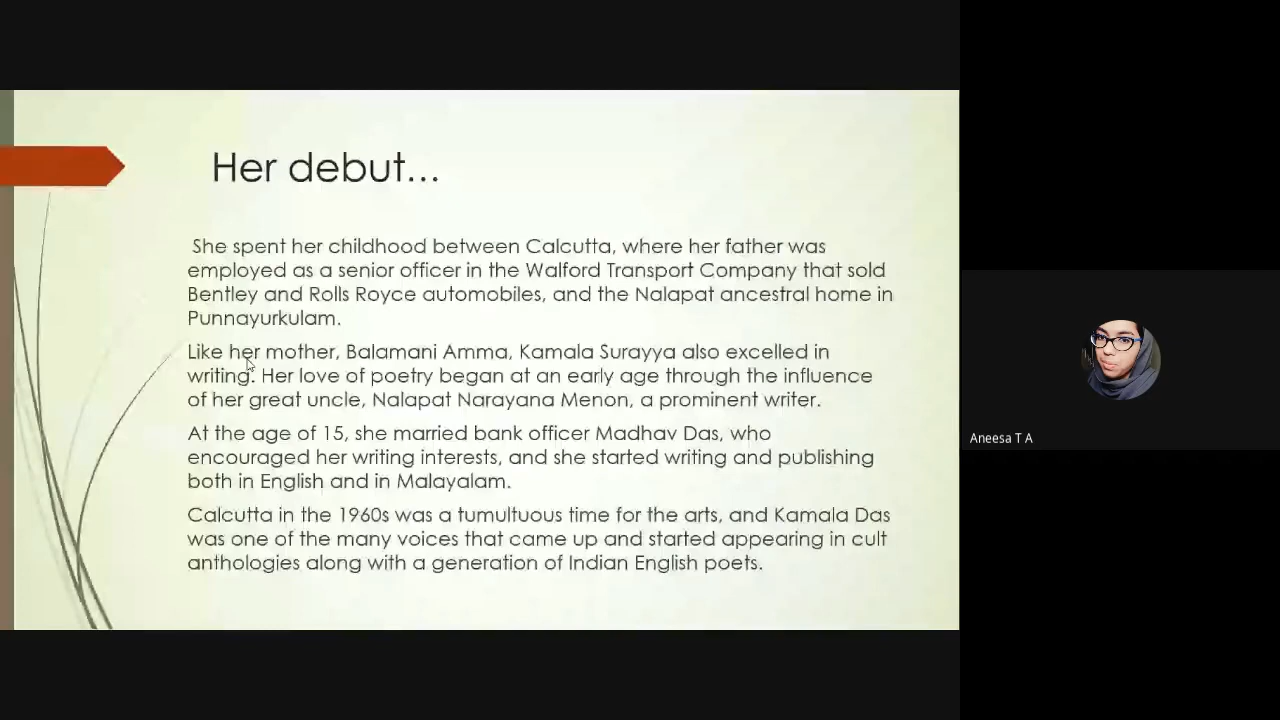 Her debut...
She spent her childhood between Calcutta, where her father was
employed as a senior officer in the Walford Transport Company that sold
Bentley and Rolls Royce automobiles, and the Nalapat ancestral home in
Punnayurkulam.
Like her mother, Balamani Amma, Kamala Surayya also excelled in
writing. Her love of poetry began at an early age through the influence
of her great uncle, Nalapat Narayana Menon, a prominent writer.
At the age of 15, she married bank officer Madhav Das, who
encouraged her writing interests, and she started writing and publishing
both in English and in Malayalam.
Calcutta in the 1960s was a tumultuous time for the arts, and Kamala Das
was one of the many voices that came up and started appearing in cult
anthologies along with a generation of Indian English poets.
Aneesa T A